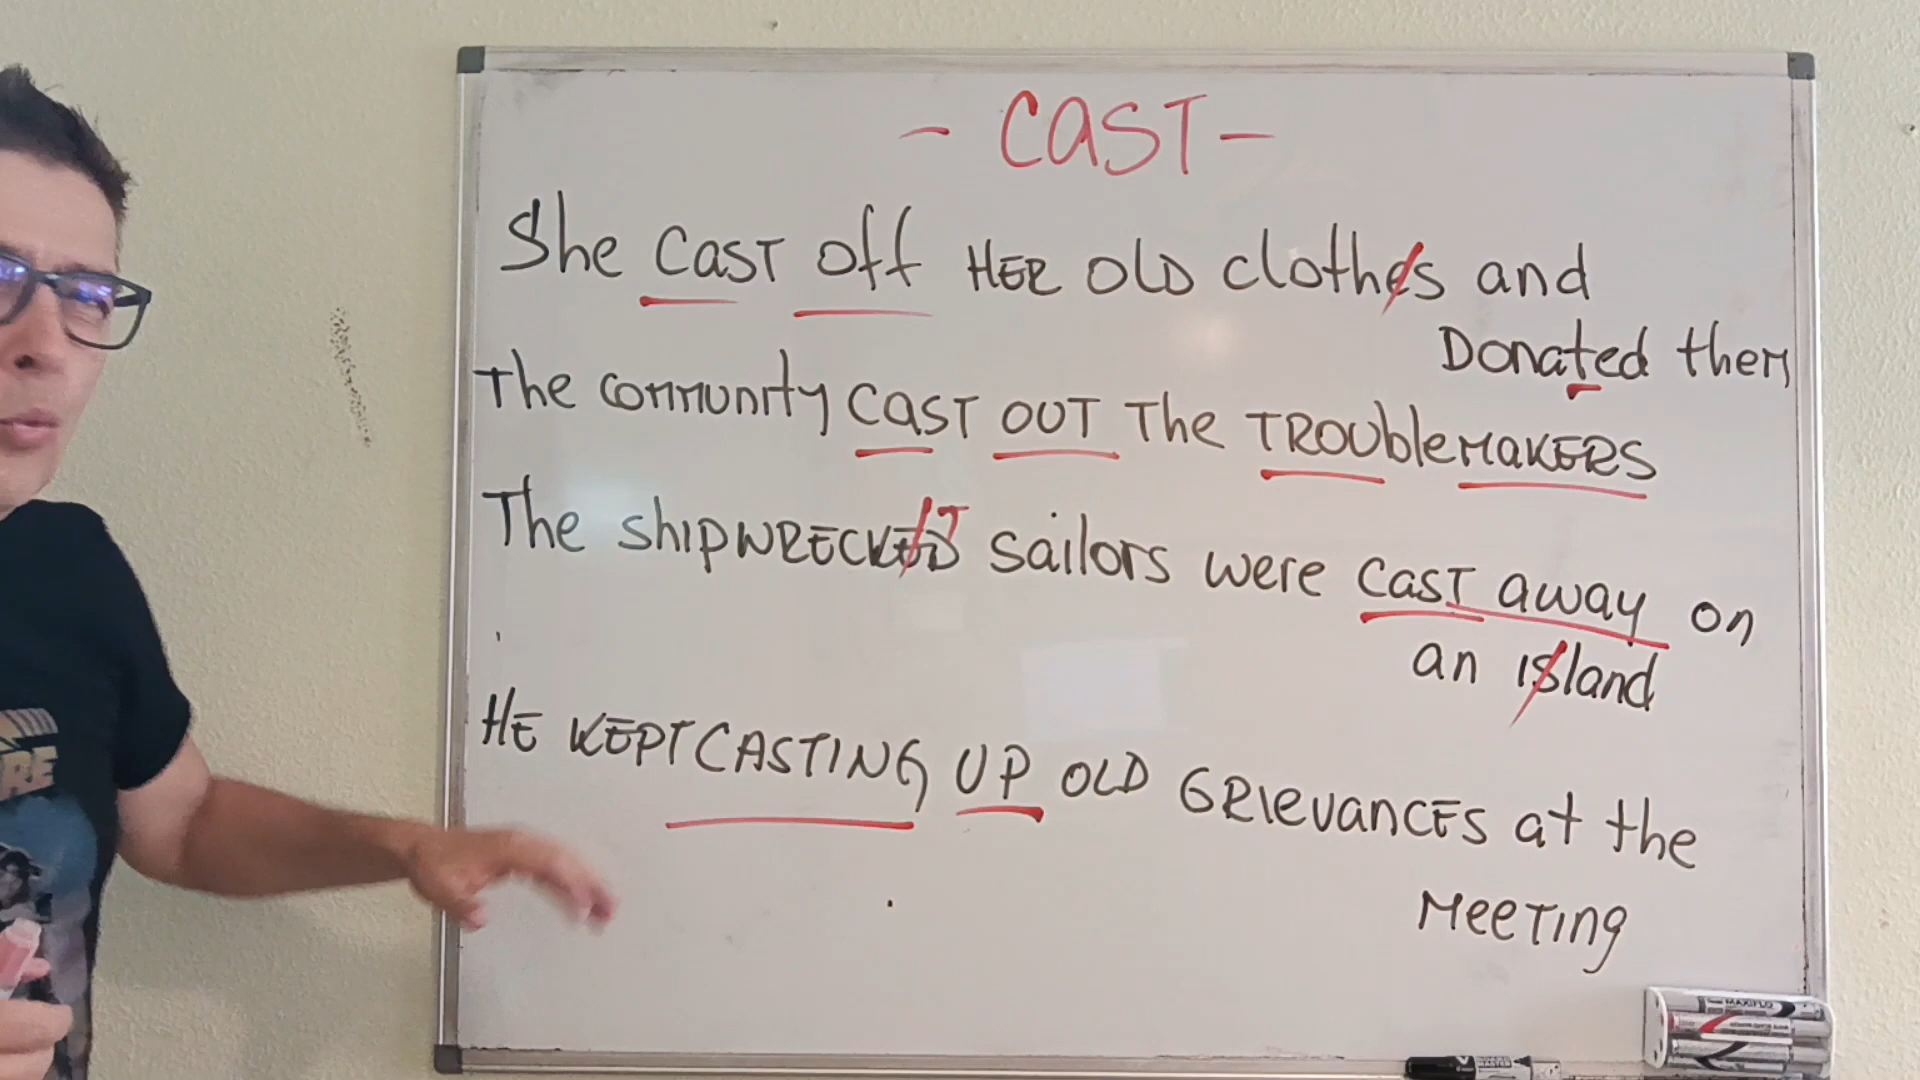 - CAST -
She CAST off HER OLD clothes and
Donated them
The community CAST OUT The TROUbleMAKERS
The shipWRECKED T sailors were CAST away on
an Island
HE KEPT CASTING UP OLD GRIEVANCES at the
Meeting
MAXIFLO